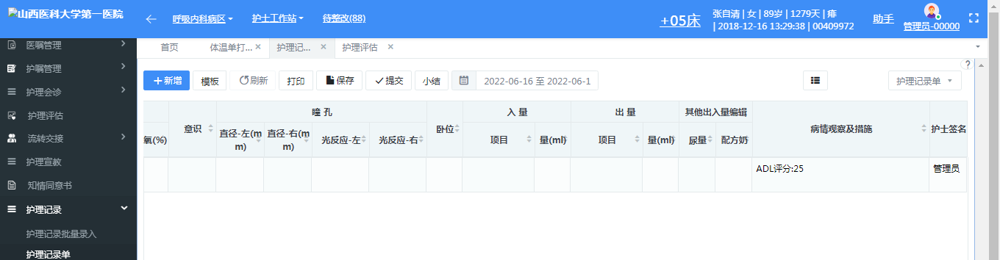 山西医科大学第一医院
呼吸内科病区
护士工作站
待整改(88)
+05床
张自清 | 女 | 89岁 | 1279天 | 痱
| 2018-12-16 13:29:38 | 00409972
助手
管理员-00000
医嘱管理
护嘱管理
护理会诊
护理评估
流转交接
护理宣教
知情同意书
护理记录
护理记录批量录入
护理记录单
首页
体温单打...
护理记...
护理评估
?
新增
模板
刷新
打印
保存
提交
小结
2022-06-16 至 2022-06-1
护理记录单
瞳 孔
入 量
出 量
其他出入量编辑
氧(%)
意识
直径-左(m
m)
直径-右(m
m)
光反应-左
光反应-右
卧位
项目
量(ml)
项目
量(ml)
尿量
配方奶
病情观察及措施
护士签名
ADL评分:25
管理员